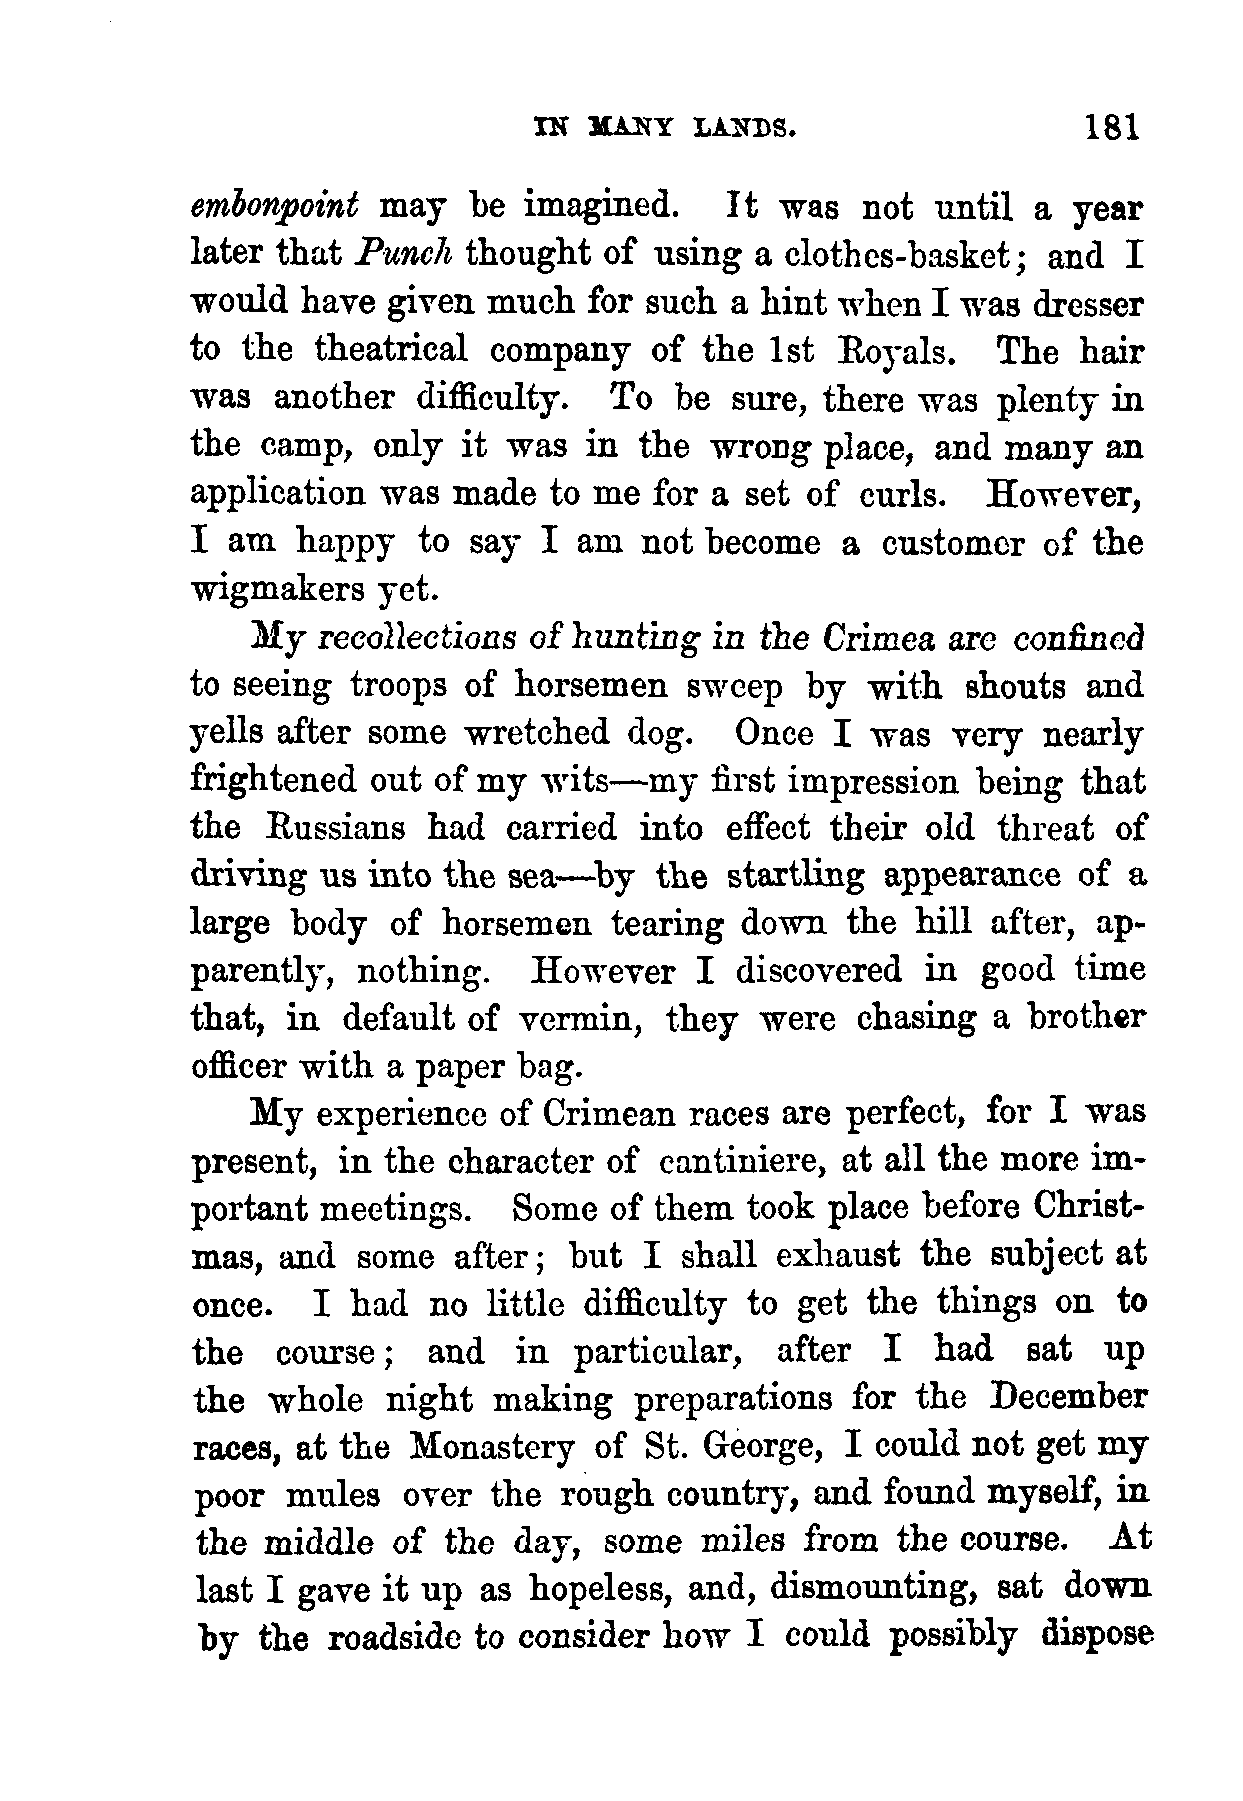 IN MANY LANDS. 181
embonpoint may be imagined. It was not until a year
later that Punch thought of using a clothes-basket; and I
would have given much for such a hint when I was dresser
to the theatrical company of the 1st Royals. The hair
was another difficulty. To be sure, there was plenty in
the camp, only it was in the wrong place, and many an
application was made to me for a set of curls. However,
I am happy to say I am not become a customer of the
wigmakers yet.
My recollections of hunting in the Crimea are confined
to seeing troops of horsemen sweep by with shouts and
yells after some wretched dog. Once I was very nearly
frightened out of my wits—my first impression being that
the Russians had carried into effect their old threat of
driving us into the sea—by the startling appearance of a
large body of horsemen tearing down the hill after, ap-
parently, nothing. However I discovered in good time
that, in default of vermin, they were chasing a brother
officer with a paper bag.
My experience of Crimean races are perfect, for I was
present, in the character of cantiniere, at all the more im-
portant meetings. Some of them took place before Christ-
mas, and some after; but I shall exhaust the subject at
once. I had no little difficulty to get the things on to
the course; and in particular, after I had sat up
the whole night making preparations for the December
races, at the Monastery of St. George, I could not get my
poor mules over the rough country, and found myself, in
the middle of the day, some miles from the course. At
last I gave it up as hopeless, and, dismounting, sat down
by the roadside to consider how I could possibly dispose